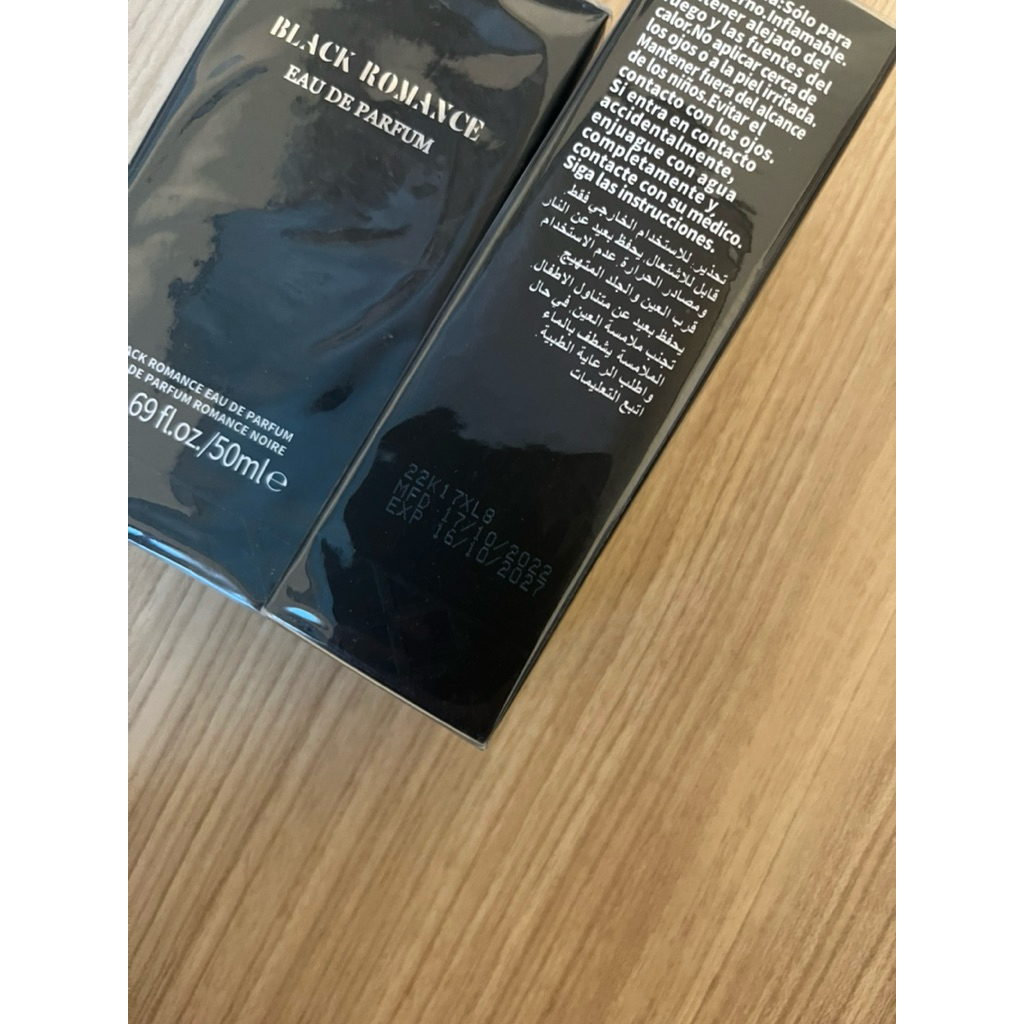 BLACK ROMANCE
EAU DE PARFUM
ACK ROMANCE EAU DE PARFUM
DE PARFUM ROMANCE NOIRE
69 fl.oz./50ml e
Sólo para
Inflamable.
alejado del
fuego y las fuentes del
calor.No aplicar cerca de
los ojos o a la piel irritada.
Mantener fuera del alcance
de los niños.Evitar el
contacto con los ojos.
Si entra en contacto
accidentalmente,
enjuague con agua
completamente y
contacte con su médico.
Siga las instrucciones.
تحذير: للاستخدام الخارجي فقط.
قابل للاشتعال يحفظ بعيد عن النار
ومصادر الحرارة. عدم الاستخدام
قرب العين والجلد المتهيج.
يحفظ بعيد عن متناول الاطفال.
تجنب ملامسة العين في حال
الملامسة يشطف بالماء
واطلب الرعاية الطبية.
اتبع التعليمات
22K17XL8
MFD 17/10/2022
EXP 16/10/2027